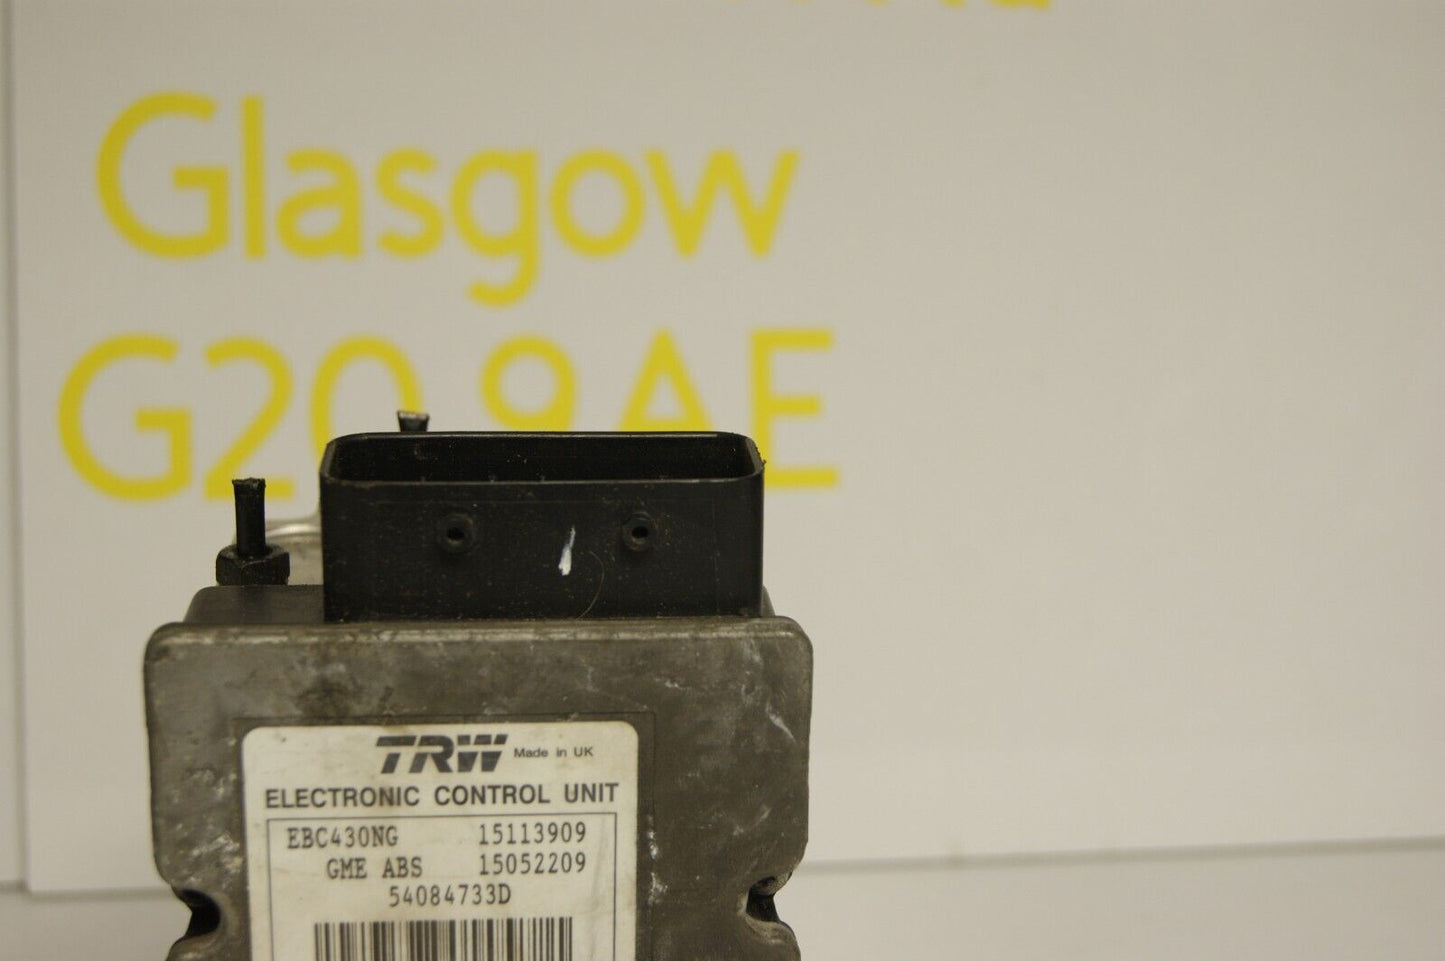 Glasgow
G20 9AE
TRW Made in UK
ELECTRONIC CONTROL UNIT
EBC430NG 15113909
GME ABS 15052209
54084733D